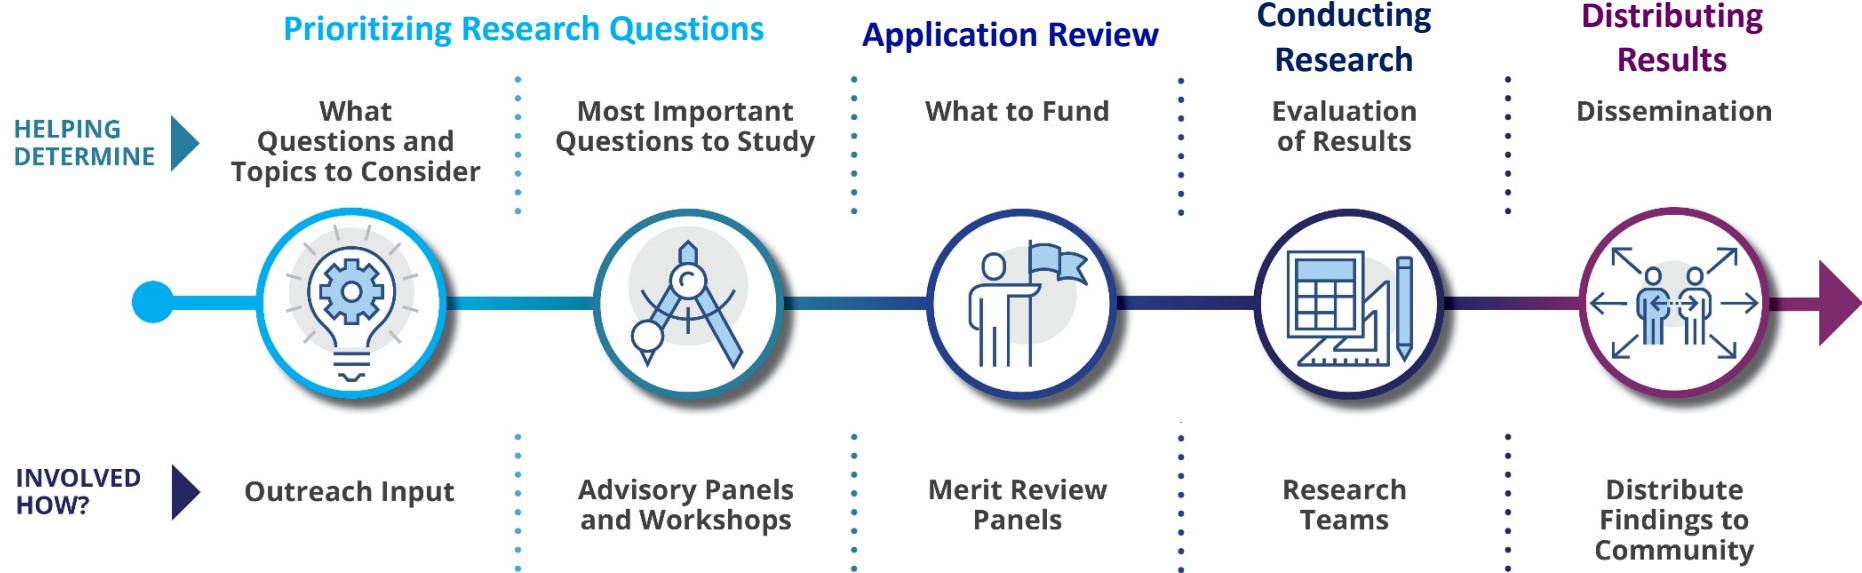 Prioritizing Research Questions
Application Review
Conducting
Research
Distributing
Results
HELPING
DETERMINE
What
Questions and
Topics to Consider
Most Important
Questions to Study
What to Fund
Evaluation
of Results
Dissemination
INVOLVED
HOW?
Outreach Input
Advisory Panels
and Workshops
Merit Review
Panels
Research
Teams
Distribute
Findings to
Community